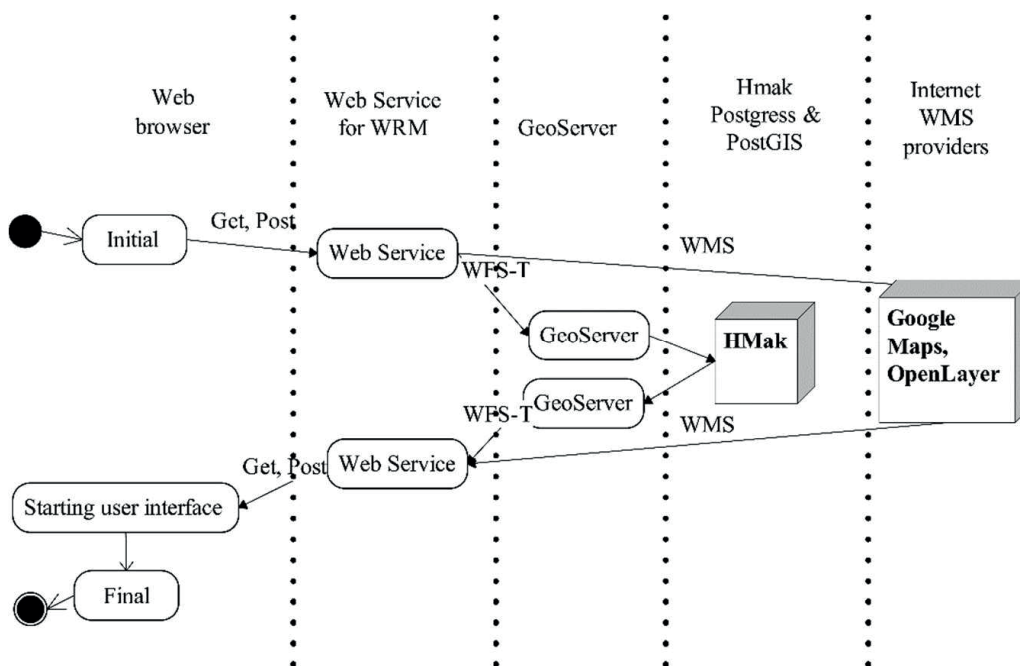 Web
browser
Web Service
for WRM
GeoServer
Hmak
Postgress &
PostGIS
Internet
WMS
providers
Initial
Get, Post
Web Service
WMS
WFS-T
GeoServer
HMak
Google
Maps,
OpenLayer
GeoServer
WFS-T
WMS
Web Service
Get, Post
Starting user interface
Final